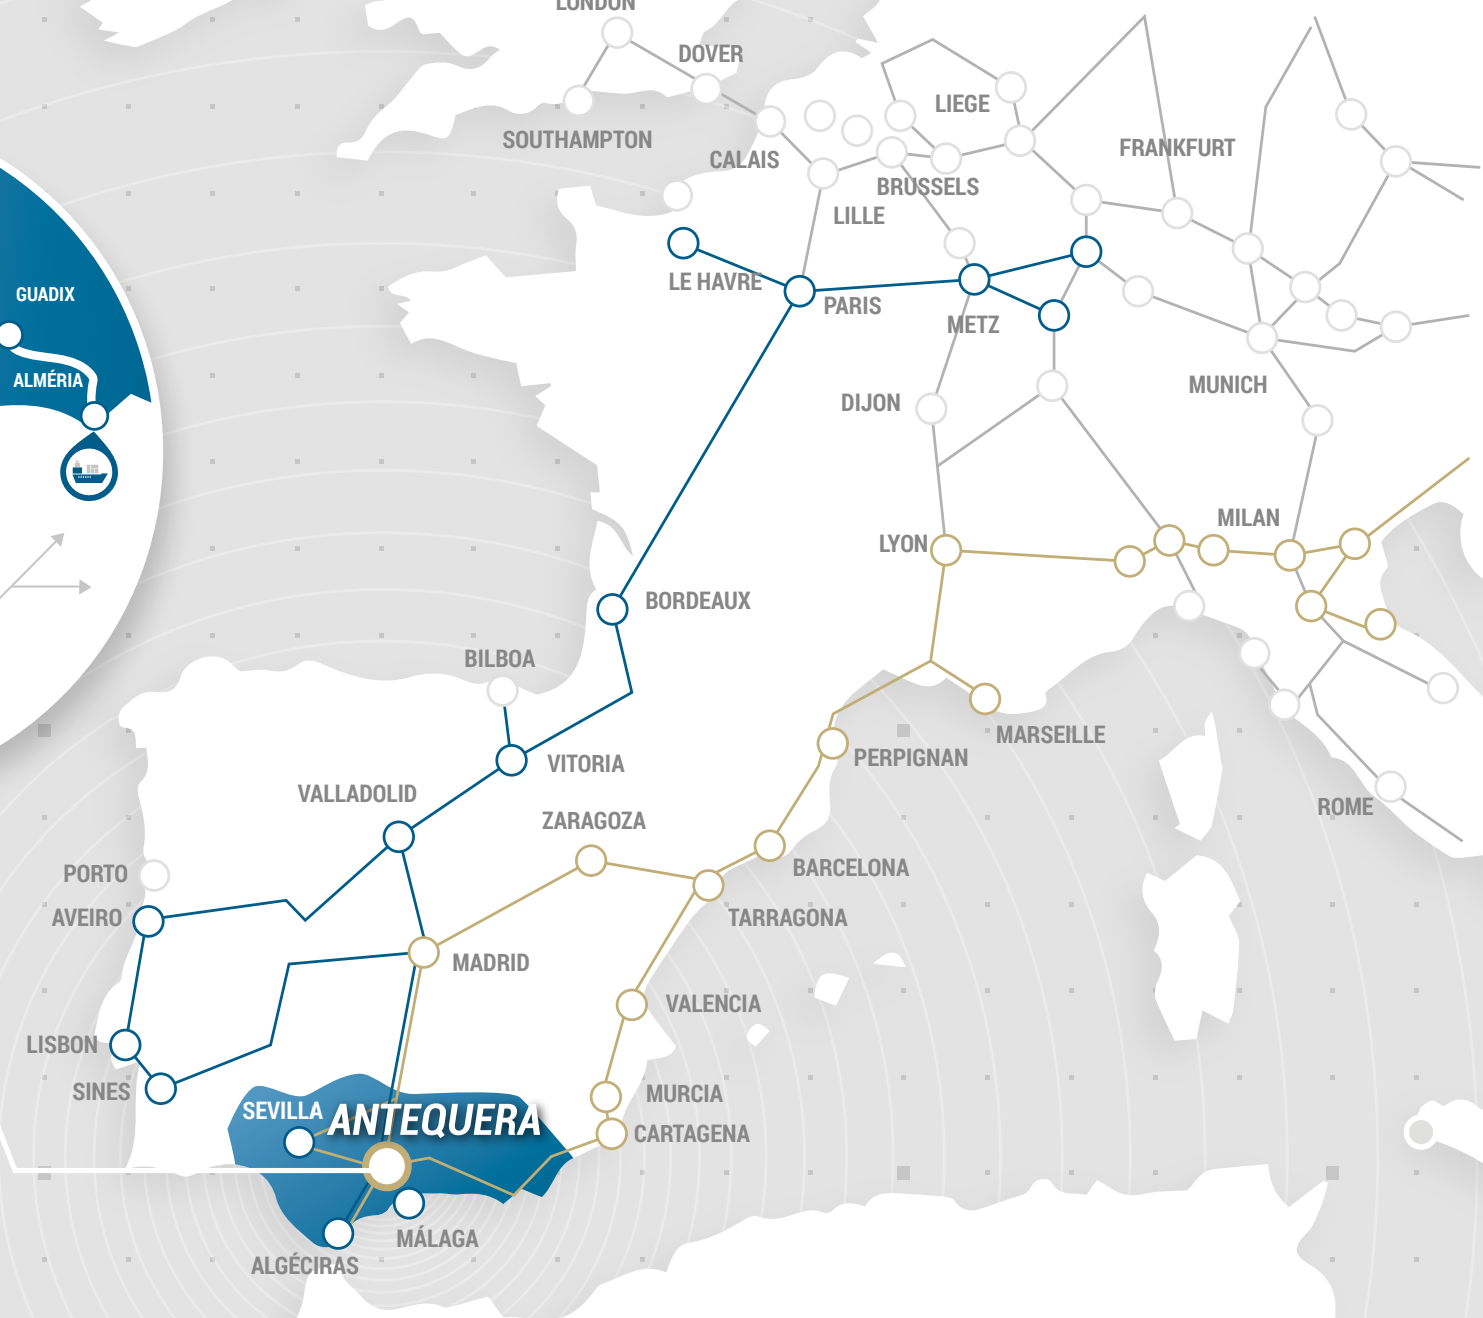 LONDON
DOVER
LIEGE
SOUTHAMPTON
FRANKFURT
CALAIS
BRUSSELS
LILLE
LE HAVRE
GUADIX
PARIS
METZ
ALMÉRIA
MUNICH
DIJON
MILAN
LYON
BORDEAUX
BILBOA
MARSEILLE
PERPIGNAN
VITORIA
VALLADOLID
ROME
ZARAGOZA
BARCELONA
PORTO
AVEIRO
TARRAGONA
MADRID
VALENCIA
LISBON
SINES
MURCIA
SEVILLA
ANTEQUERA
CARTAGENA
MÁLAGA
ALGÉCIRAS